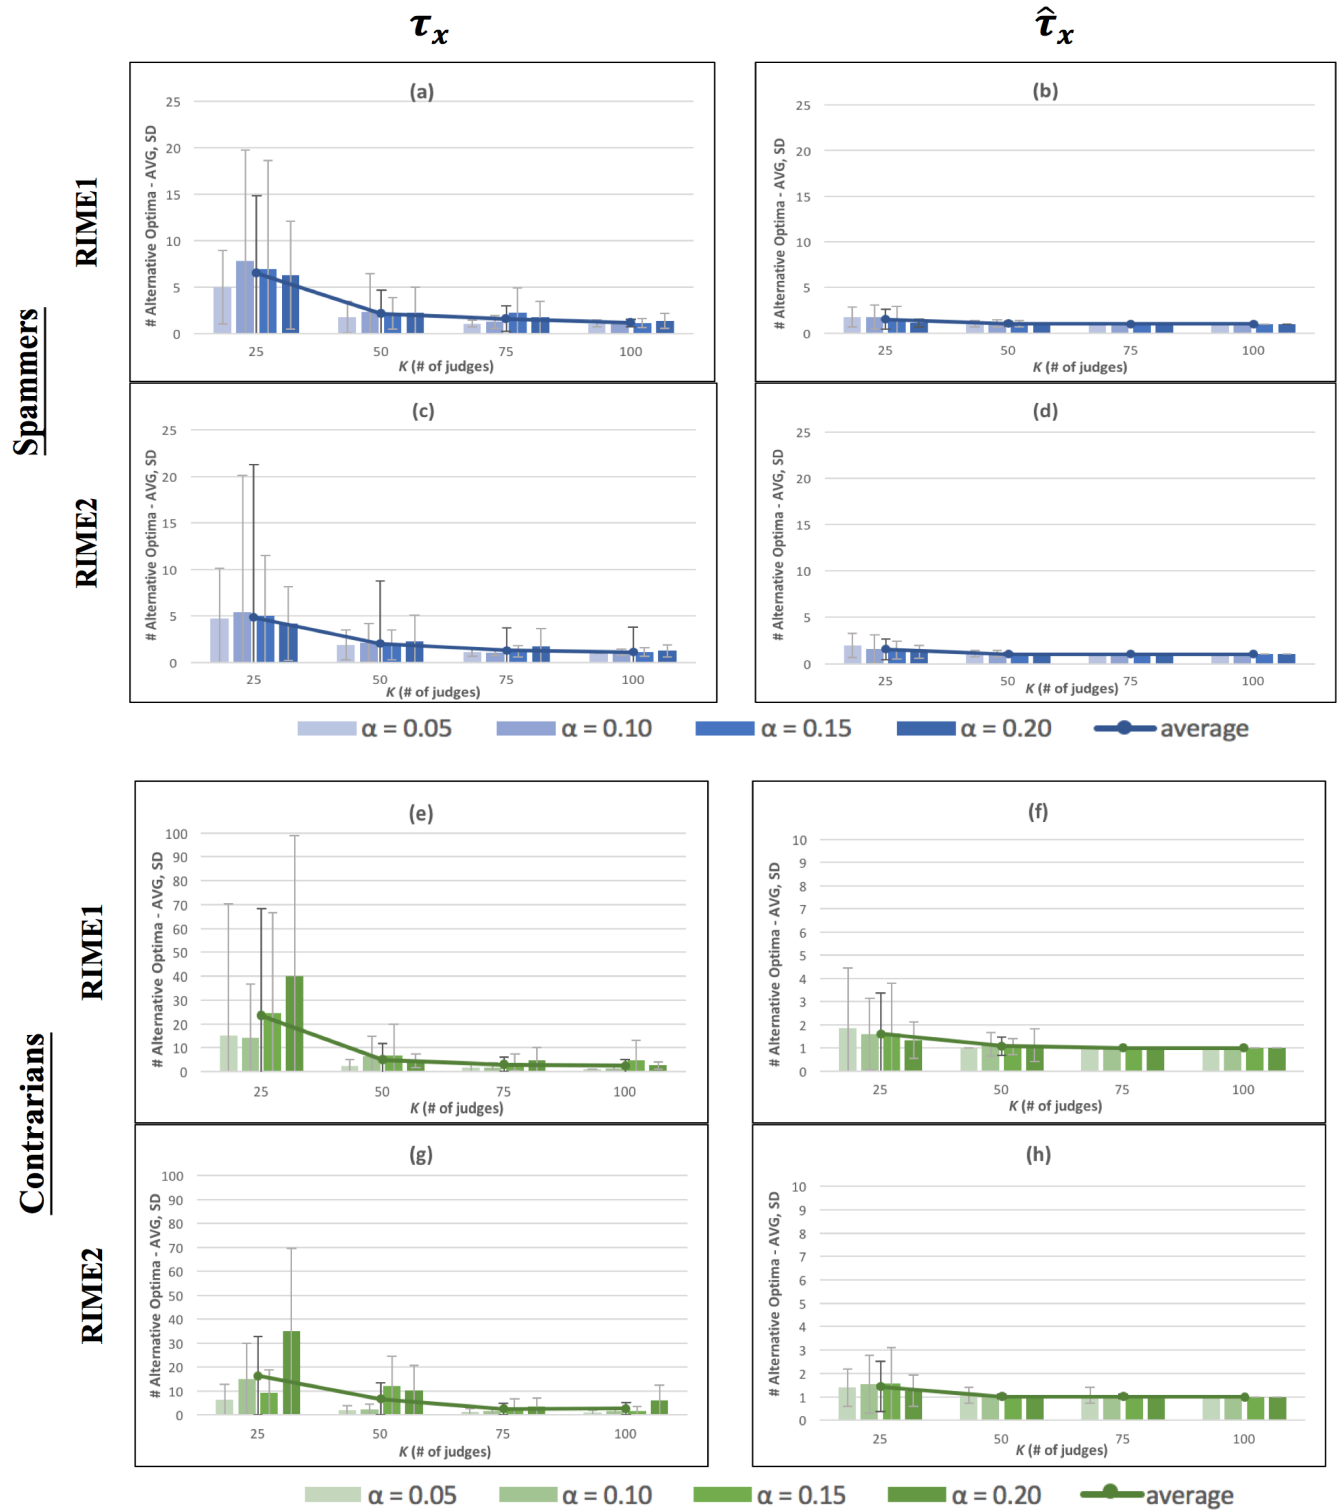 τx
τ̂x
Spammers
RIME1
(a)
# Alternative Optima - AVG, SD
25
20
15
10
5
0
25 50 75 100
K (# of judges)
(b)
# Alternative Optima - AVG, SD
25
20
15
10
5
0
25 50 75 100
K (# of judges)
RIME2
(c)
# Alternative Optima - AVG, SD
25
20
15
10
5
0
25 50 75 100
K (# of judges)
(d)
# Alternative Optima - AVG, SD
25
20
15
10
5
0
25 50 75 100
K (# of judges)
α = 0.05 α = 0.10 α = 0.15 α = 0.20 average
Contrarians
RIME1
(e)
# Alternative Optima - AVG, SD
100
90
80
70
60
50
40
30
20
10
0
25 50 75 100
K (# of judges)
(f)
# Alternative Optima - AVG, SD
10
9
8
7
6
5
4
3
2
1
0
25 50 75 100
K (# of judges)
RIME2
(g)
# Alternative Optima - AVG, SD
100
90
80
70
60
50
40
30
20
10
0
25 50 75 100
K (# of judges)
(h)
# Alternative Optima - AVG, SD
10
9
8
7
6
5
4
3
2
1
0
25 50 75 100
K (# of judges)
α = 0.05 α = 0.10 α = 0.15 α = 0.20 average